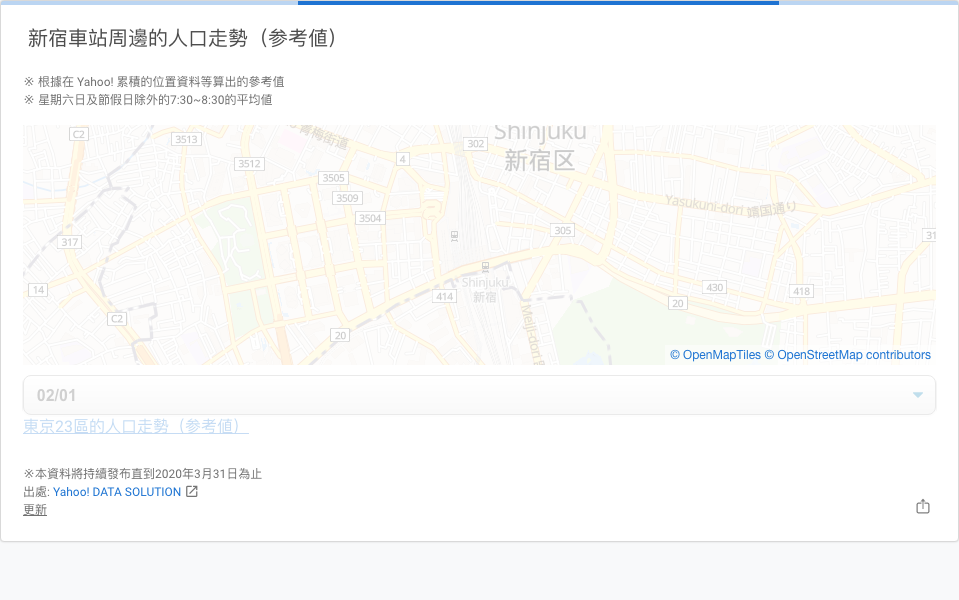 新宿車站周邊的人口走勢（参考値）
※ 根據在 Yahoo! 累積的位置資料等算出的參考值
※ 星期六日及節假日除外的7:30~8:30的平均值
C2
3513
青梅街道
3512
4
302
Shinjuku
新宿区
3505
3509
3504
Yasukuni-dori 靖国通り
317
305
31
14
414
Shinjuku
新宿
430
418
20
C2
20
Meiji-dori
© OpenMapTiles © OpenStreetMap contributors
02/01
東京23區的人口走勢（参考値）
※本資料將持續發布直到2020年3月31日為止
出處: Yahoo! DATA SOLUTION
更新